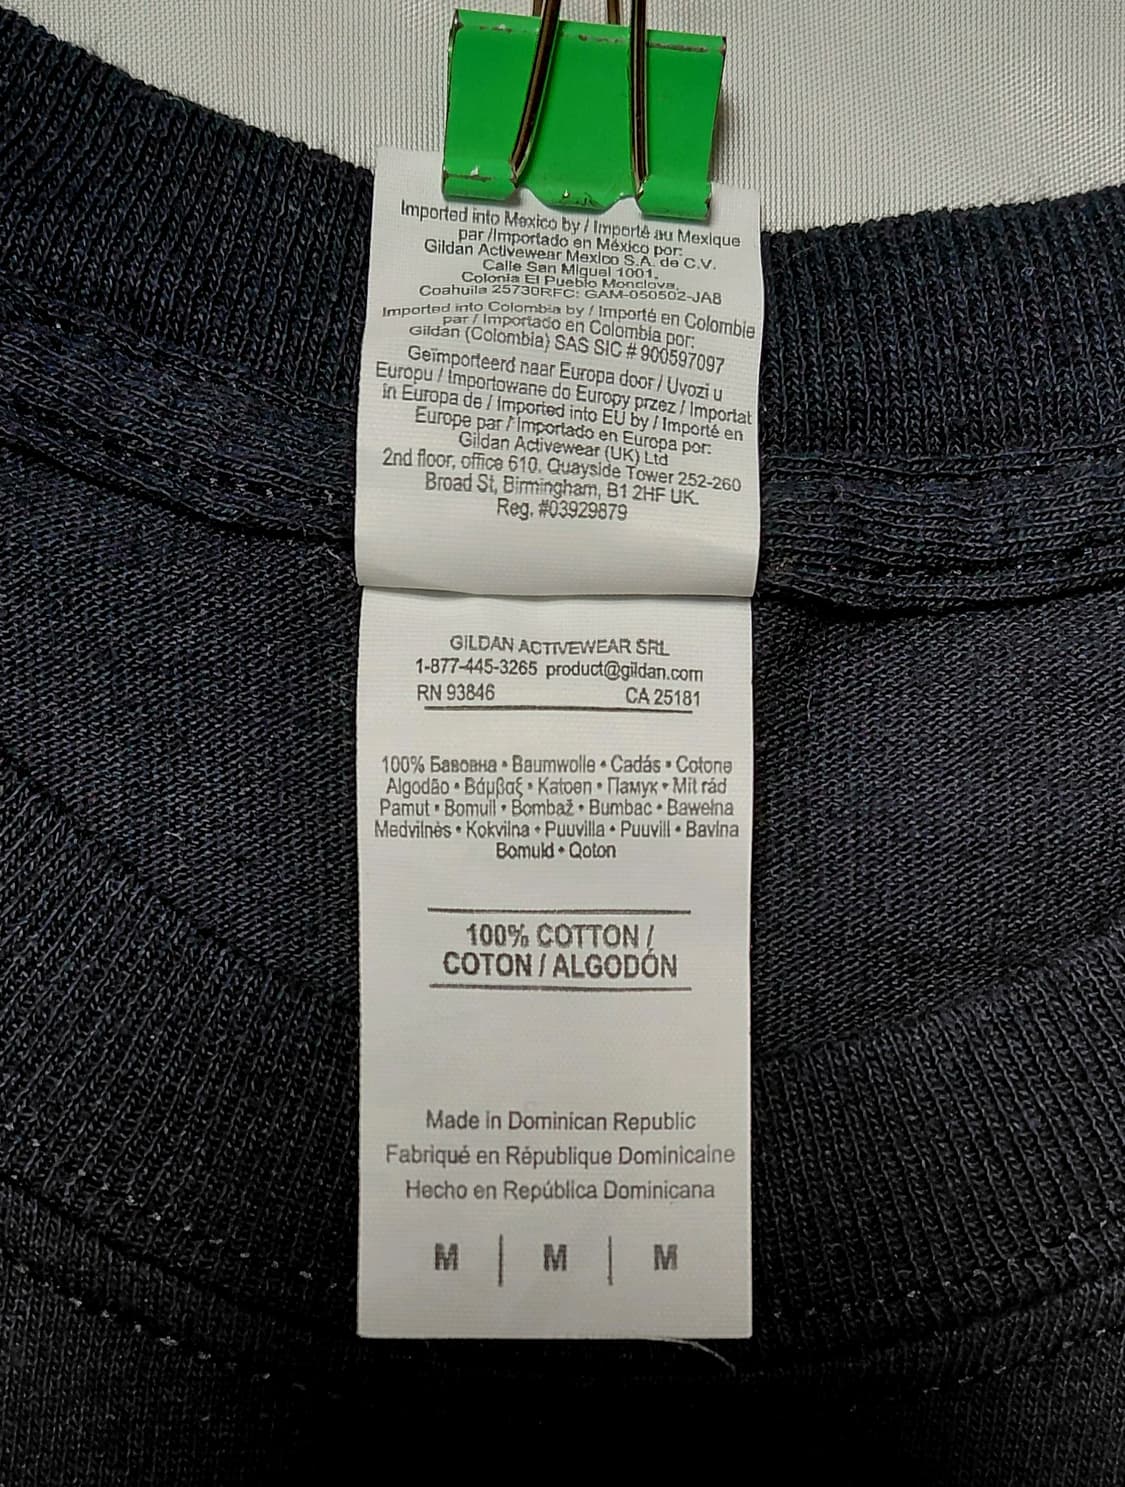 Imported into Mexico by / Importé au Mexique
par /Importado en México por:
Gildan Activewear Mexico S.A. de C.V.
Calle San Miguel 1001,
Colonia El Pueblo Monclova,
Coahuila 25730RFC: GAM-050502-JA8
Imported into Colombia by / Importé en Colombie
par / Importado en Colombia por:
Gildan (Colombia) SAS SIC # 900597097
Geïmporteerd naar Europa door / Uvozi u
Europu / Importowane do Europy przez / Importat
în Europa de / Imported into EU by / Importé en
Europe par / Importado en Europa por:
Gildan Activewear (UK) Ltd
2nd floor, office 610. Quayside Tower 252-260
Broad St, Birmingham, B1 2HF UK.
Reg. #03929879
GILDAN ACTIVEWEAR SRL
1-877-445-3265 product@gildan.com
RN 93846 CA 25181
100% Бавовна • Baumwolle • Cadás • Cotone
Algodão • Βάμβαξ • Katoen • Памук • Mit rád
Pamut • Bomull • Bombaž • Bumbac • Bawełna
Medvilnės • Kokvilna • Puuvilla • Puuvill • Bavlna
Bomuld • Qoton
100% COTTON /
COTON / ALGODÓN
Made in Dominican Republic
Fabriqué en République Dominicaine
Hecho en República Dominicana
M | M | M